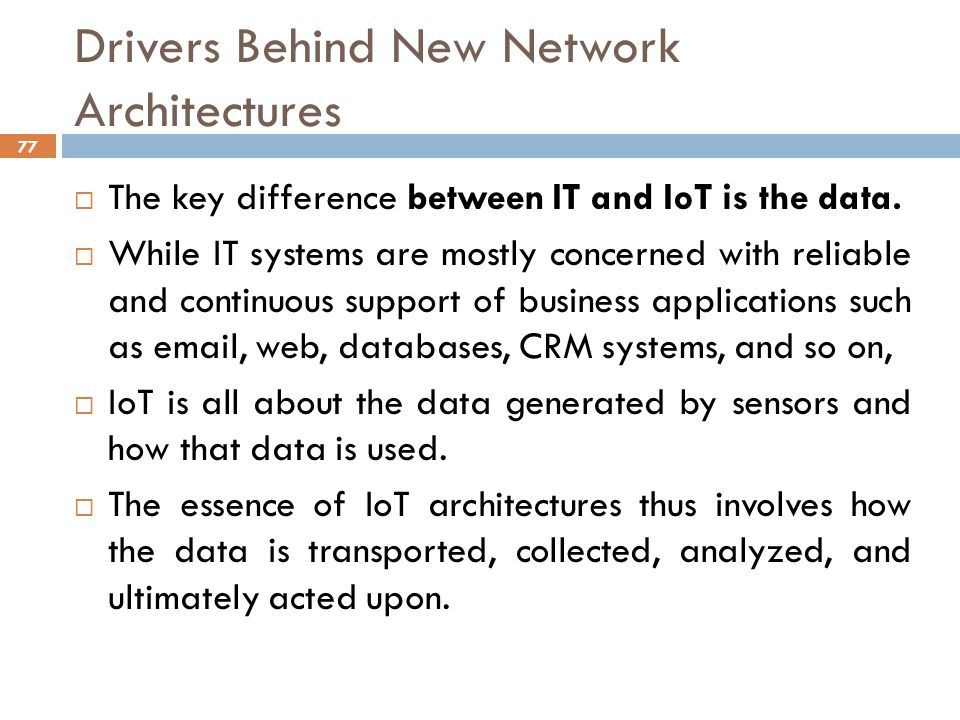 Drivers Behind New Network
Architectures
77
The key difference between IT and IoT is the data.
While IT systems are mostly concerned with reliable
and continuous support of business applications such
as email, web, databases, CRM systems, and so on,
IoT is all about the data generated by sensors and
how that data is used.
The essence of IoT architectures thus involves how
the data is transported, collected, analyzed, and
ultimately acted upon.